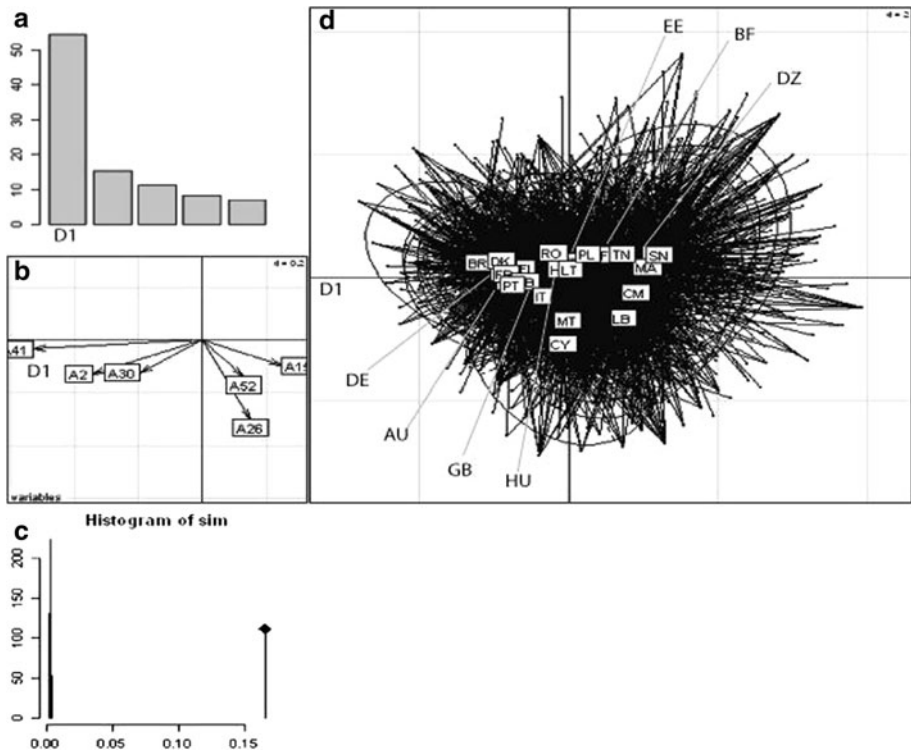 a
50
40
30
20
10
0
D1
b
d = 0.2
A41
D1
A2
A30
A52
A26
variables
c
Histogram of sim
200
150
100
50
0
0.00
0.05
0.10
0.15
d
EE
BF
DZ
D1
BR
DK
RO
PL
F
TN
SN
H
LT
MA
PT
B
IT
CM
MT
LB
CY
DE
AU
GB
HU